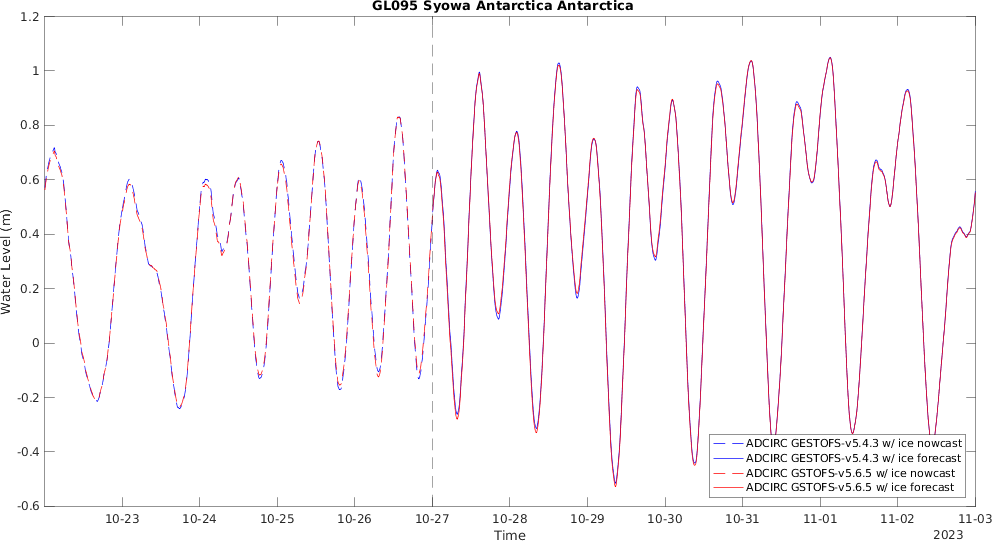 GL095 Syowa Antarctica Antarctica
1.2
1
0.8
0.6
0.4
0.2
0
-0.2
-0.4
-0.6
Water Level (m)
ADCIRC GESTOFS-v5.4.3 w/ ice nowcast
ADCIRC GESTOFS-v5.4.3 w/ ice forecast
ADCIRC GSTOFS-v5.6.5 w/ ice nowcast
ADCIRC GSTOFS-v5.6.5 w/ ice forecast
10-23 10-24 10-25 10-26 10-27 10-28 10-29 10-30 10-31 11-01 11-02 11-03
Time
2023